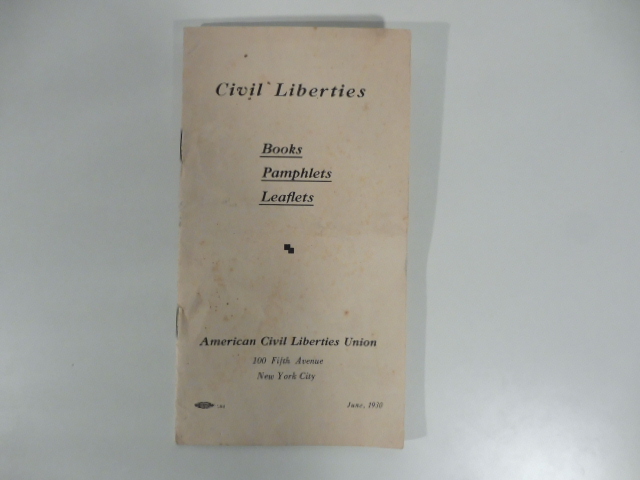 Civil Liberties
Books
Pamphlets
Leaflets
American Civil Liberties Union
100 Fifth Avenue
New York City
June, 1930